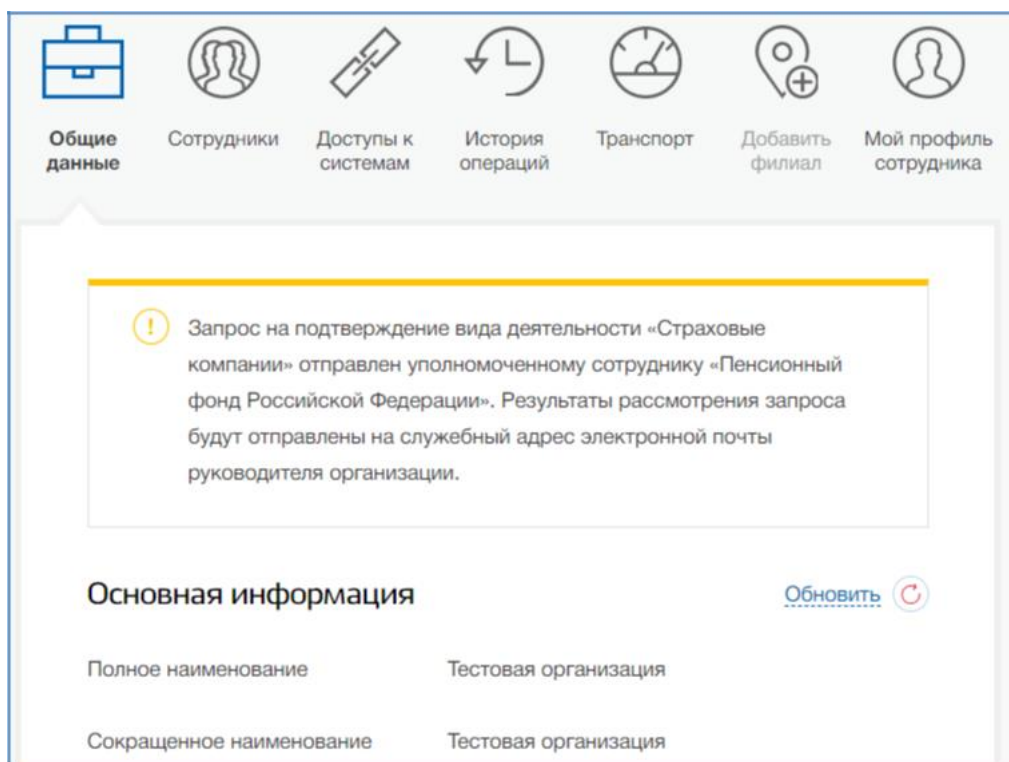 Общие данные
Сотрудники
Доступы к системам
История операций
Транспорт
Добавить филиал
Мой профиль сотрудника
Запрос на подтверждение вида деятельности «Страховые
компании» отправлен уполномоченному сотруднику «Пенсионный
фонд Российской Федерации». Результаты рассмотрения запроса
будут отправлены на служебный адрес электронной почты
руководителя организации.
Основная информация
Обновить
Полное наименование
Тестовая организация
Сокращенное наименование
Тестовая организация